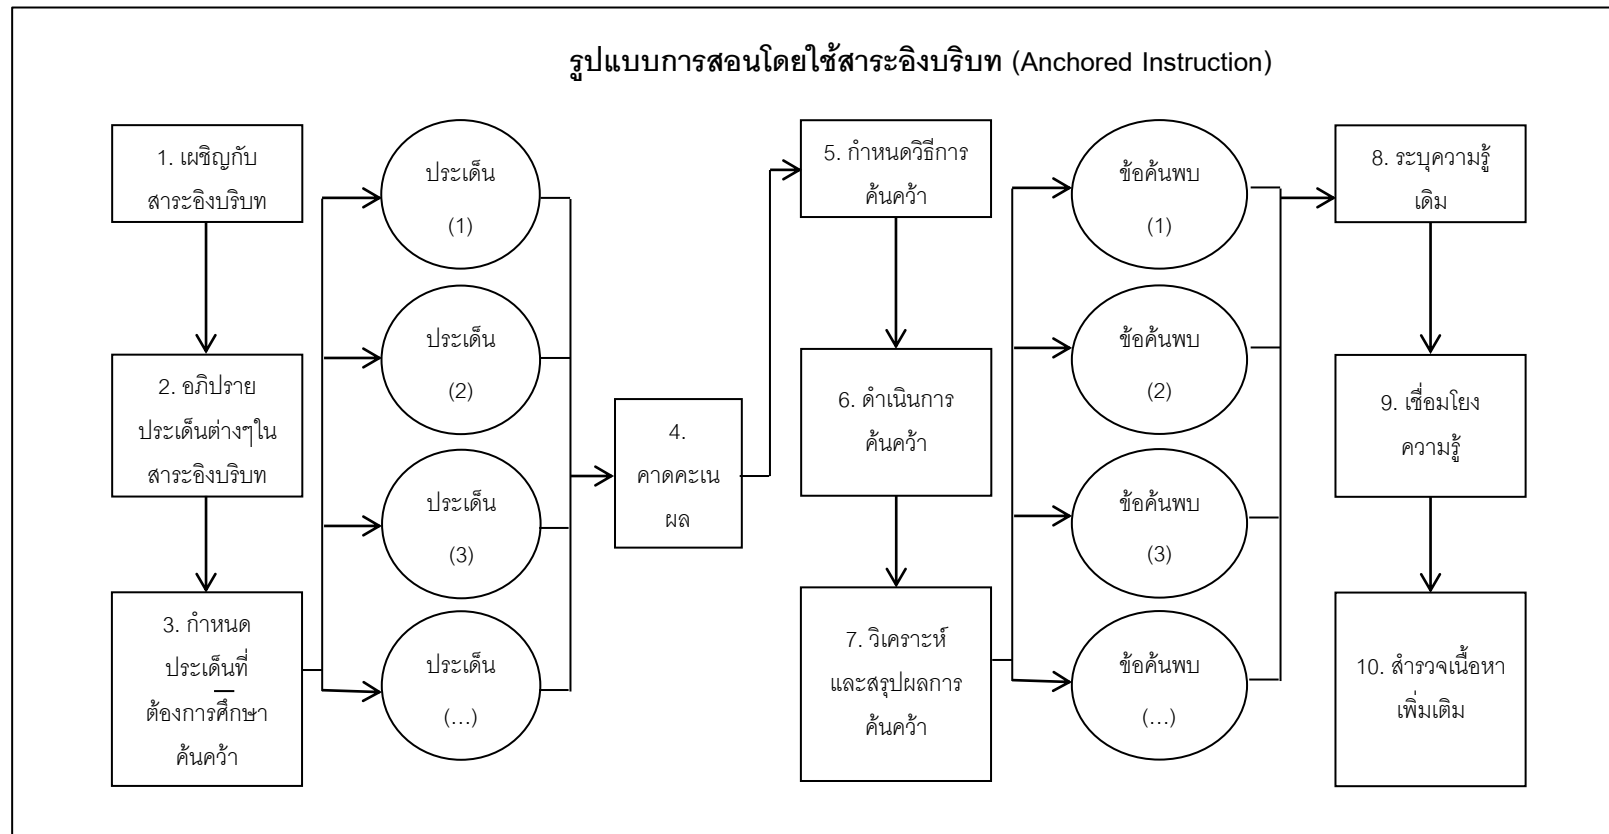 รูปแบบการสอนโดยใช้สาระอิงบริบท (Anchored Instruction)
1. เผชิญกับ
สาระอิงบริบท
2. อภิปราย
ประเด็นต่างๆใน
สาระอิงบริบท
3. กำหนด
ประเด็นที่
ต้องการศึกษา
ค้นคว้า
ประเด็น
(1)
ประเด็น
(2)
ประเด็น
(3)
ประเด็น
(...)
4.
คาดคะเน
ผล
5. กำหนดวิธีการ
ค้นคว้า
6. ดำเนินการ
ค้นคว้า
7. วิเคราะห์
และสรุปผลการ
ค้นคว้า
ข้อค้นพบ
(1)
ข้อค้นพบ
(2)
ข้อค้นพบ
(3)
ข้อค้นพบ
(...)
8. ระบุความรู้
เดิม
9. เชื่อมโยง
ความรู้
10. สำรวจเนื้อหา
เพิ่มเติม